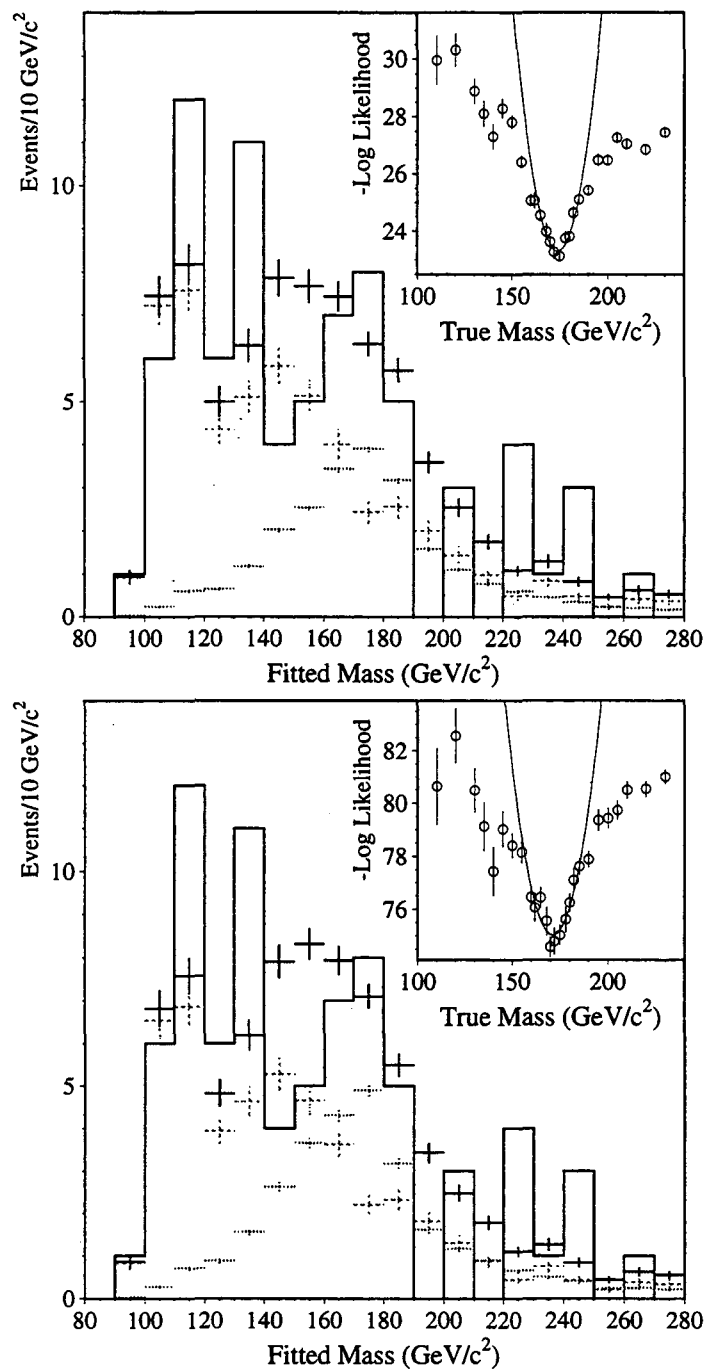 Events/10 GeV/c²
10
5
0
80 100 120 140 160 180 200 220 240 260 280
Fitted Mass (GeV/c²)
-Log Likelihood
30
28
26
24
100 150 200
True Mass (GeV/c²)
Events/10 GeV/c²
10
5
0
80 100 120 140 160 180 200 220 240 260 280
Fitted Mass (GeV/c²)
-Log Likelihood
82
80
78
76
100 150 200
True Mass (GeV/c²)